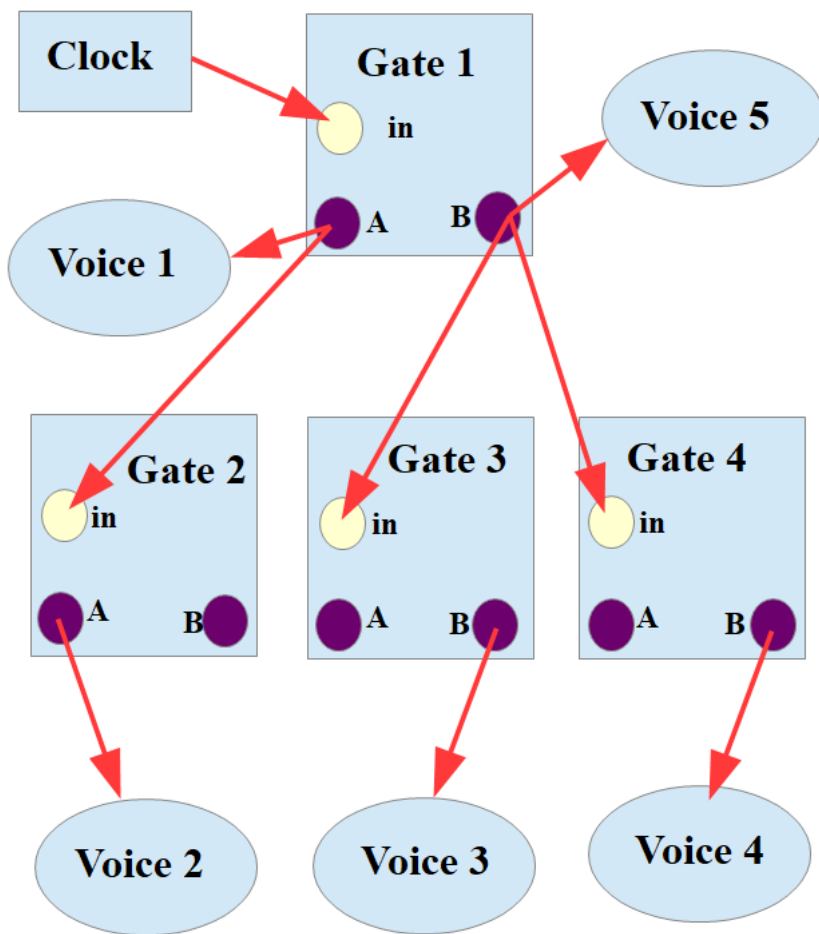 Clock
Gate 1
in
A
B
Voice 5
Voice 1
Gate 2
in
A
B
Gate 3
in
A
B
Gate 4
in
A
B
Voice 2
Voice 3
Voice 4